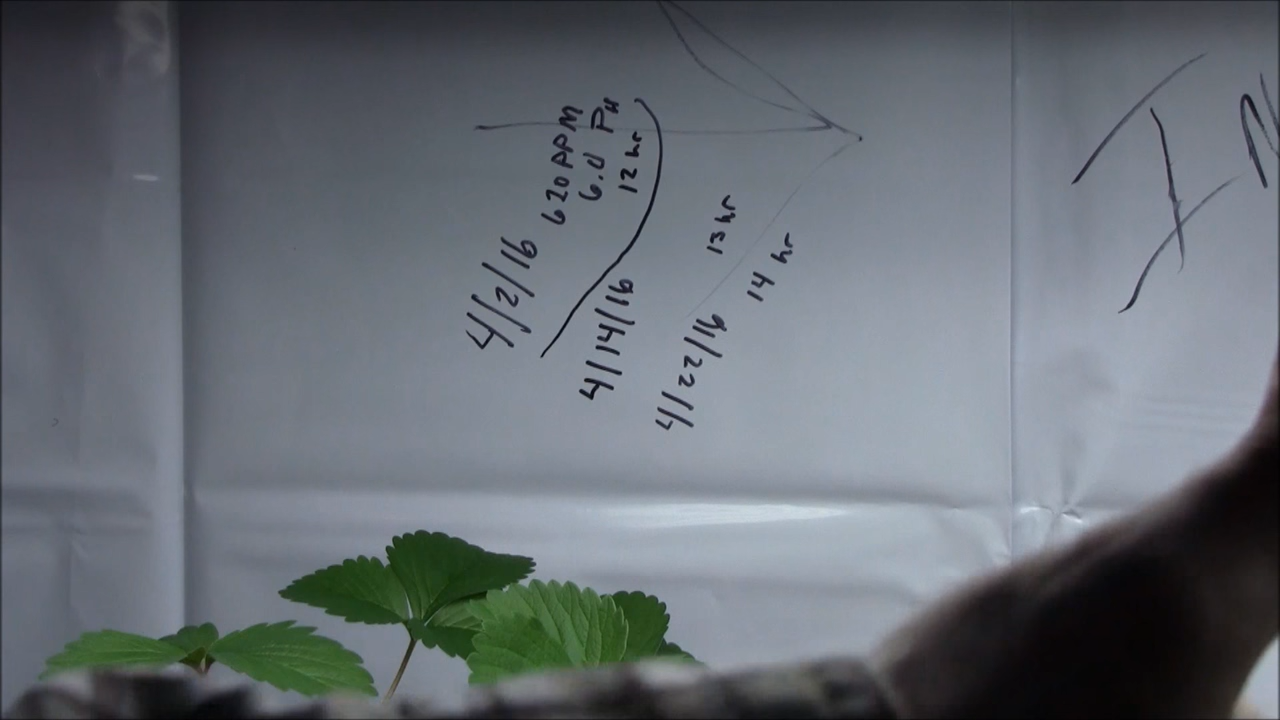 4/2/16 620 PPM
6.0 PH
12 hr
4/14/16 13 hr
4/22/16 14 hr